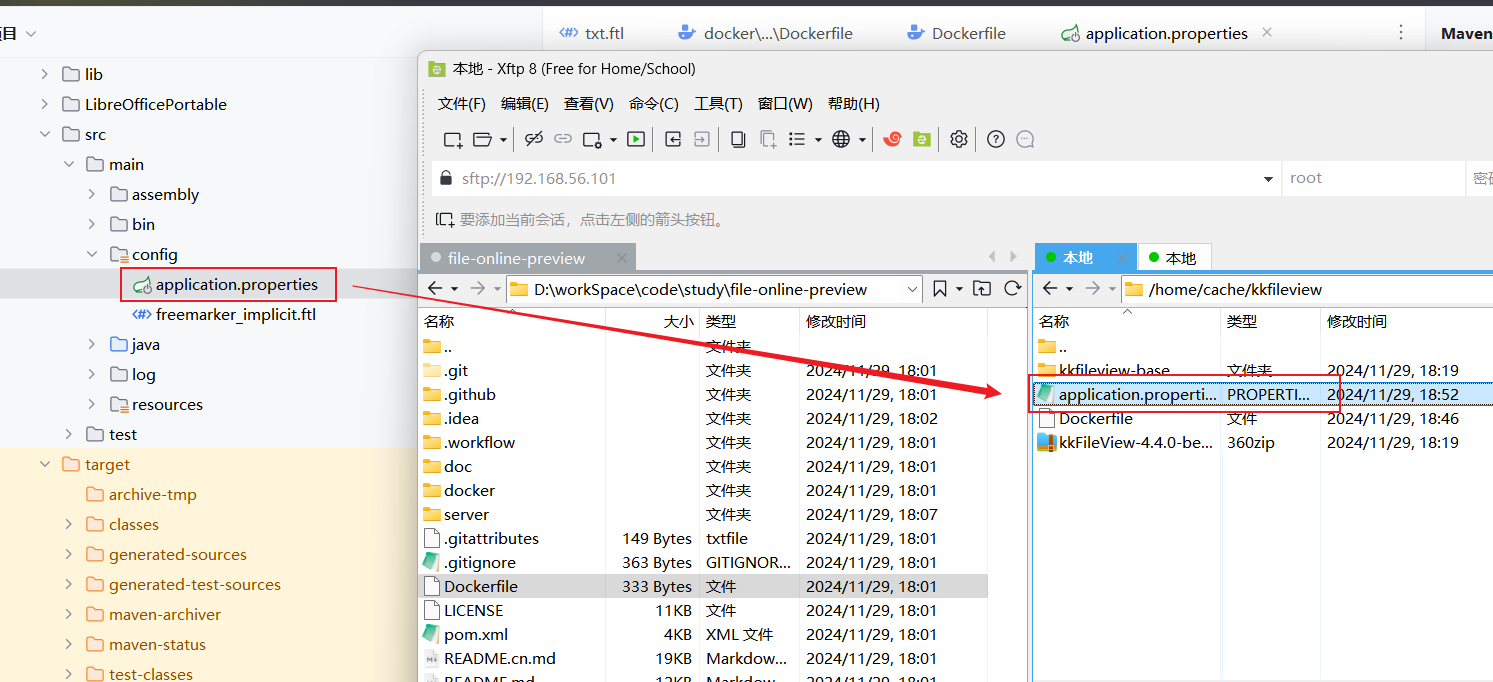 目
txt.ftl
docker\...\Dockerfile
Dockerfile
application.properties
Maven
lib
LibreOfficePortable
src
main
assembly
bin
config
application.properties
freemarker_implicit.ftl
java
log
resources
test
target
archive-tmp
classes
generated-sources
generated-test-sources
maven-archiver
maven-status
test-classes
本地 - Xftp 8 (Free for Home/School)
文件(F) 编辑(E) 查看(V) 命令(C) 工具(T) 窗口(W) 帮助(H)
sftp://192.168.56.101 root 密码
要添加当前会话，点击左侧的箭头按钮。
file-online-preview
D:\workSpace\code\study\file-online-preview
名称 大小 类型 修改时间
.. 文件夹
.git 文件夹 2024/11/29, 18:01
.github 文件夹 2024/11/29, 18:01
.idea 文件夹 2024/11/29, 18:02
.workflow 文件夹 2024/11/29, 18:01
doc 文件夹 2024/11/29, 18:01
docker 文件夹 2024/11/29, 18:01
server 文件夹 2024/11/29, 18:07
.gitattributes 149 Bytes txtfile 2024/11/29, 18:01
.gitignore 363 Bytes GITIGNOR... 2024/11/29, 18:01
Dockerfile 333 Bytes 文件 2024/11/29, 18:01
LICENSE 11KB 文件 2024/11/29, 18:01
pom.xml 4KB XML 文件 2024/11/29, 18:01
README.cn.md 19KB Markdow... 2024/11/29, 18:01
README.md 12KB Markdow... 2024/11/29, 18:01
本地 本地
/home/cache/kkfileview
名称 类型 修改时间
..
kkfileview-base 文件夹 2024/11/29, 18:19
application.properti... PROPERTI... 2024/11/29, 18:52
Dockerfile 文件 2024/11/29, 18:46
kkFileView-4.4.0-be... 360zip 2024/11/29, 18:19